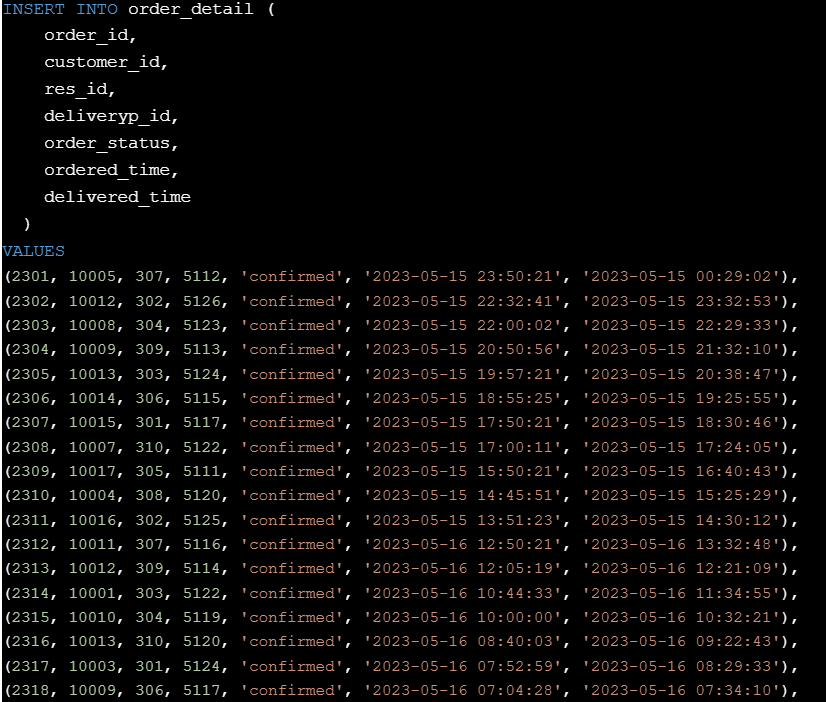 INSERT INTO order_detail (
order_id,
customer_id,
res_id,
deliveryp_id,
order_status,
ordered_time,
delivered_time
)
VALUES
(2301, 10005, 307, 5112, 'confirmed', '2023-05-15 23:50:21', '2023-05-15 00:29:02'),
(2302, 10012, 302, 5126, 'confirmed', '2023-05-15 22:32:41', '2023-05-15 23:32:53'),
(2303, 10008, 304, 5123, 'confirmed', '2023-05-15 22:00:02', '2023-05-15 22:29:33'),
(2304, 10009, 309, 5113, 'confirmed', '2023-05-15 20:50:56', '2023-05-15 21:32:10'),
(2305, 10013, 303, 5124, 'confirmed', '2023-05-15 19:57:21', '2023-05-15 20:38:47'),
(2306, 10014, 306, 5115, 'confirmed', '2023-05-15 18:55:25', '2023-05-15 19:25:55'),
(2307, 10015, 301, 5117, 'confirmed', '2023-05-15 17:50:21', '2023-05-15 18:30:46'),
(2308, 10007, 310, 5122, 'confirmed', '2023-05-15 17:00:11', '2023-05-15 17:24:05'),
(2309, 10017, 305, 5111, 'confirmed', '2023-05-15 15:50:21', '2023-05-15 16:40:43'),
(2310, 10004, 308, 5120, 'confirmed', '2023-05-15 14:45:51', '2023-05-15 15:25:29'),
(2311, 10016, 302, 5125, 'confirmed', '2023-05-15 13:51:23', '2023-05-15 14:30:12'),
(2312, 10011, 307, 5116, 'confirmed', '2023-05-16 12:50:21', '2023-05-16 13:32:48'),
(2313, 10012, 309, 5114, 'confirmed', '2023-05-16 12:05:19', '2023-05-16 12:21:09'),
(2314, 10001, 303, 5122, 'confirmed', '2023-05-16 10:44:33', '2023-05-16 11:34:55'),
(2315, 10010, 304, 5119, 'confirmed', '2023-05-16 10:00:00', '2023-05-16 10:32:21'),
(2316, 10013, 310, 5120, 'confirmed', '2023-05-16 08:40:03', '2023-05-16 09:22:43'),
(2317, 10003, 301, 5124, 'confirmed', '2023-05-16 07:52:59', '2023-05-16 08:29:33'),
(2318, 10009, 306, 5117, 'confirmed', '2023-05-16 07:04:28', '2023-05-16 07:34:10'),